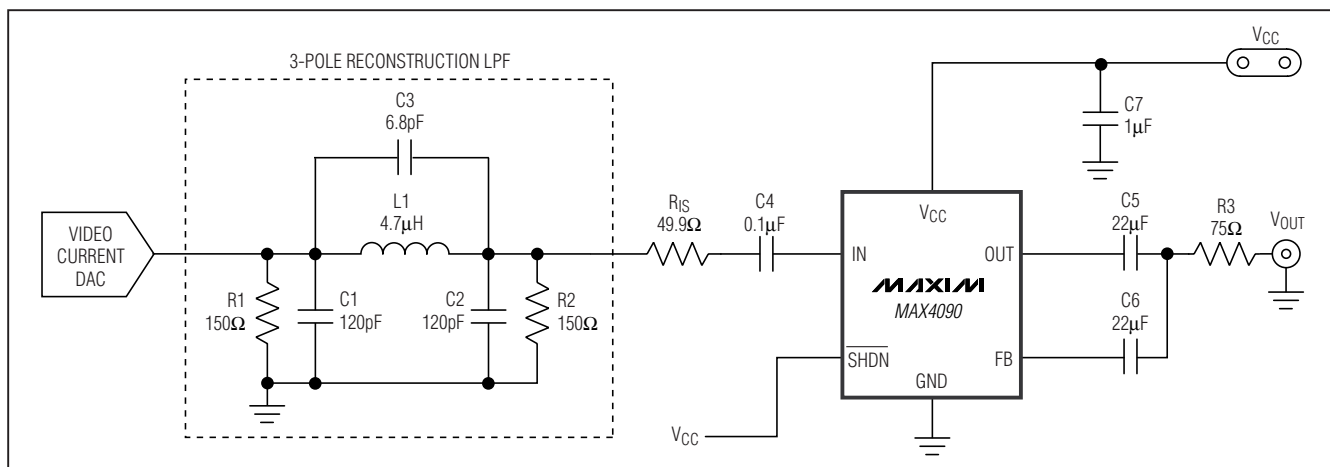 3-POLE RECONSTRUCTION LPF
VIDEO
CURRENT
DAC
R1
150Ω
C1
120pF
C3
6.8pF
L1
4.7µH
C2
120pF
R2
150Ω
RIS
49.9Ω
C4
0.1µF
VCC
C7
1µF
VCC
IN
OUT
MAXIM
MAX4090
SHDN
FB
GND
VCC
C5
22µF
C6
22µF
R3
75Ω
VOUT